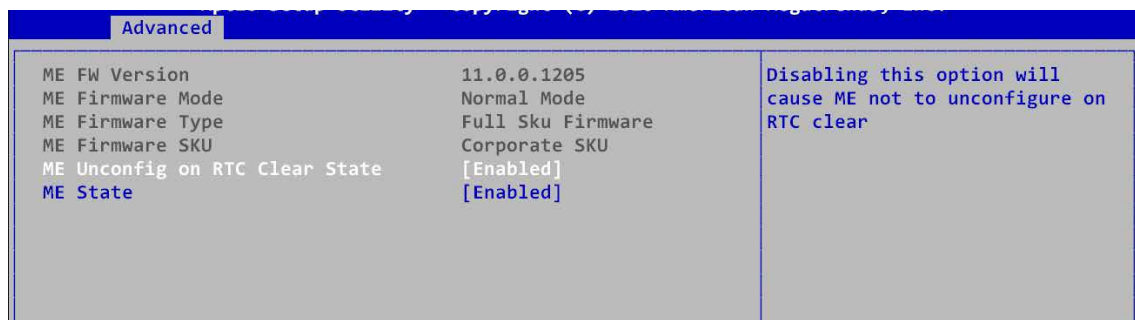 Advanced
ME FW Version 11.0.0.1205
ME Firmware Mode Normal Mode
ME Firmware Type Full Sku Firmware
ME Firmware SKU Corporate SKU
ME Unconfig on RTC Clear State [Enabled]
ME State [Enabled]
Disabling this option will
cause ME not to unconfigure on
RTC clear